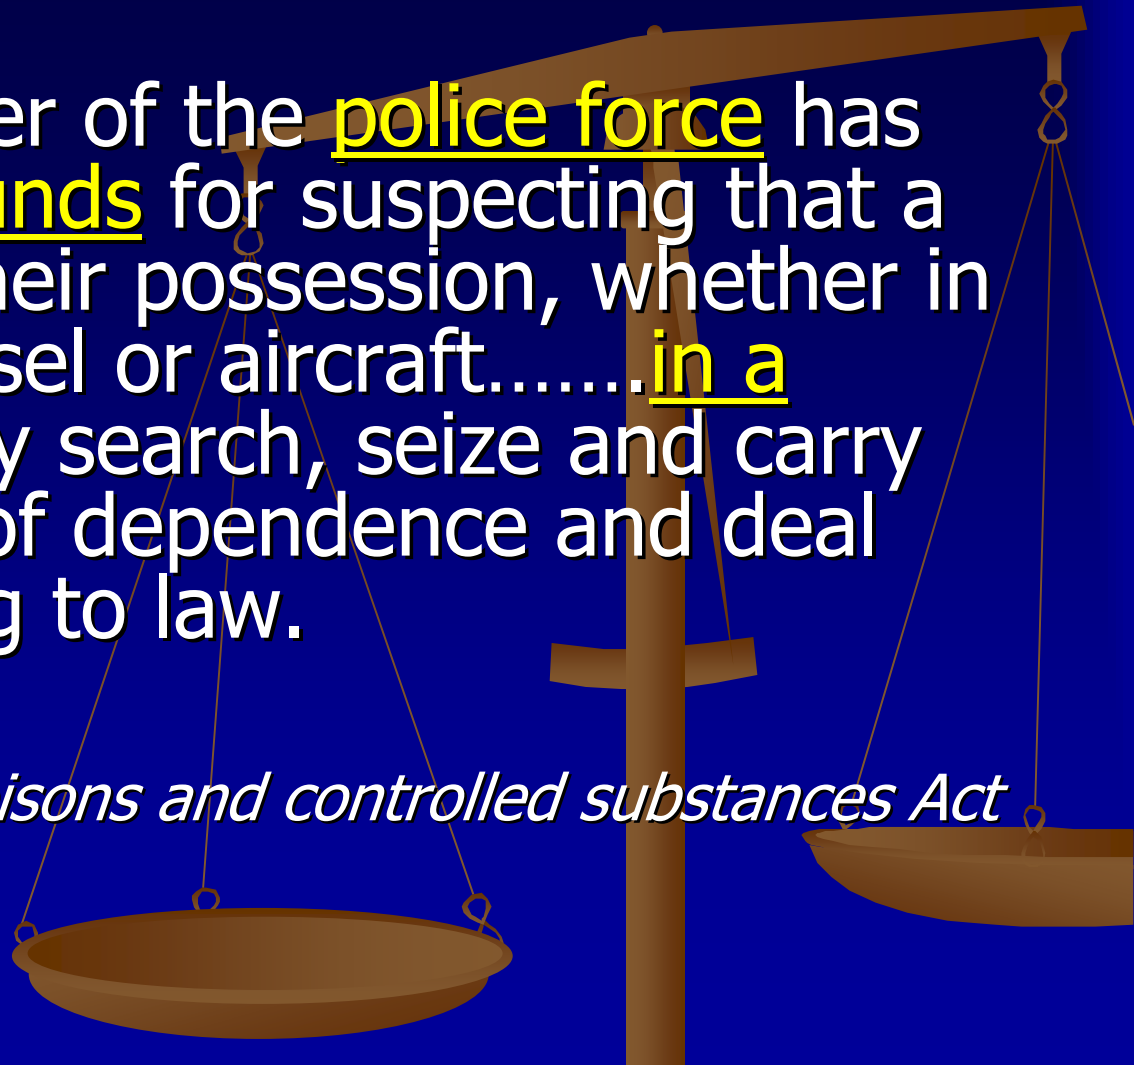 er of the police force has
unds for suspecting that a
heir possession, whether in
sel or aircraft…….in a
y search, seize and carry
of dependence and deal
g to law.
isons and controlled substances Act